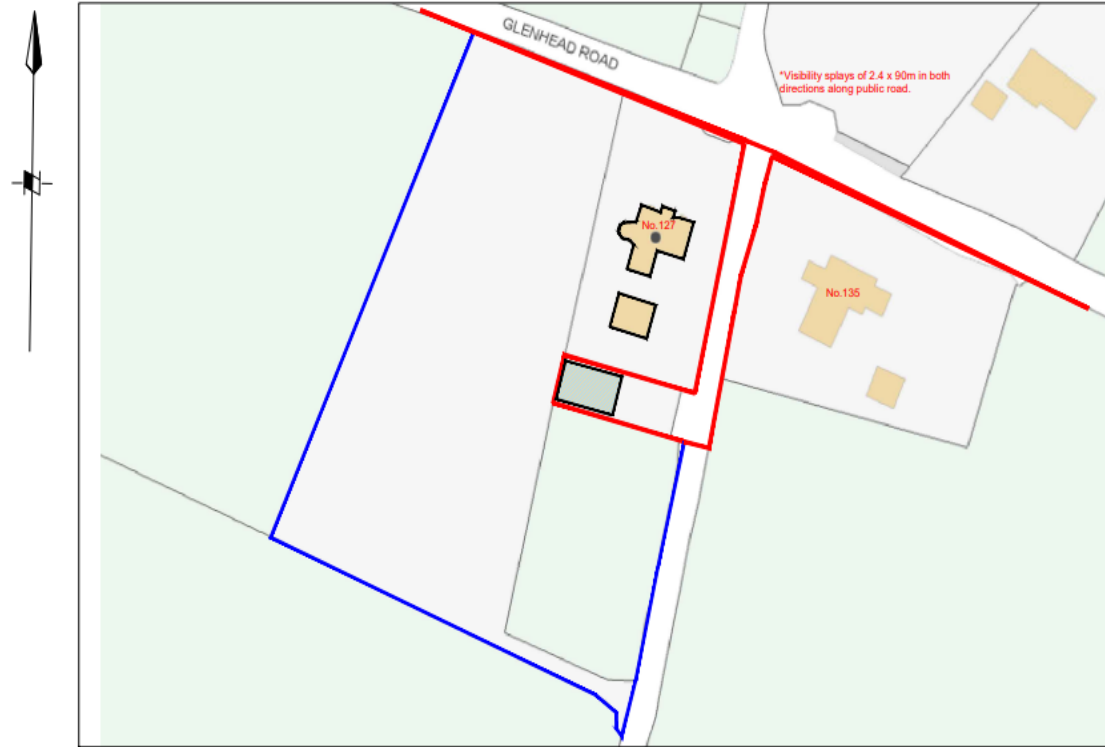 GLENHEAD ROAD
*Visibility splays of 2.4 x 90m in both
directions along public road.
No.127
No.135